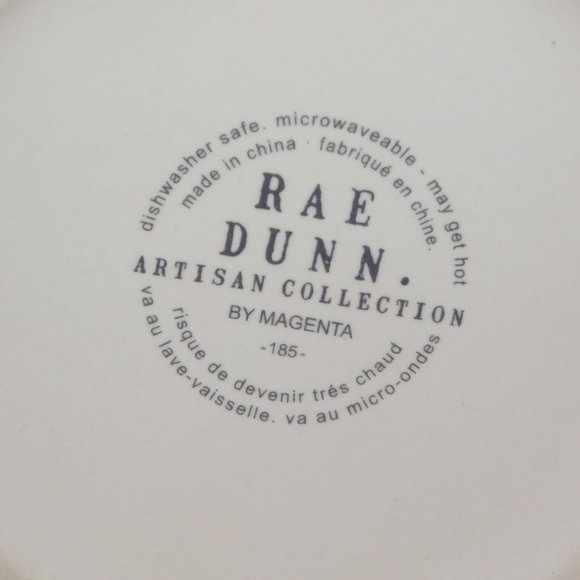 dishwasher safe. microwaveable - may get hot
made in china · fabriqué en chine.
RAE
DUNN.
ARTISAN COLLECTION
BY MAGENTA
-185-
risque de devenir trés chaud
va au lave-vaisselle. va au micro-ondes